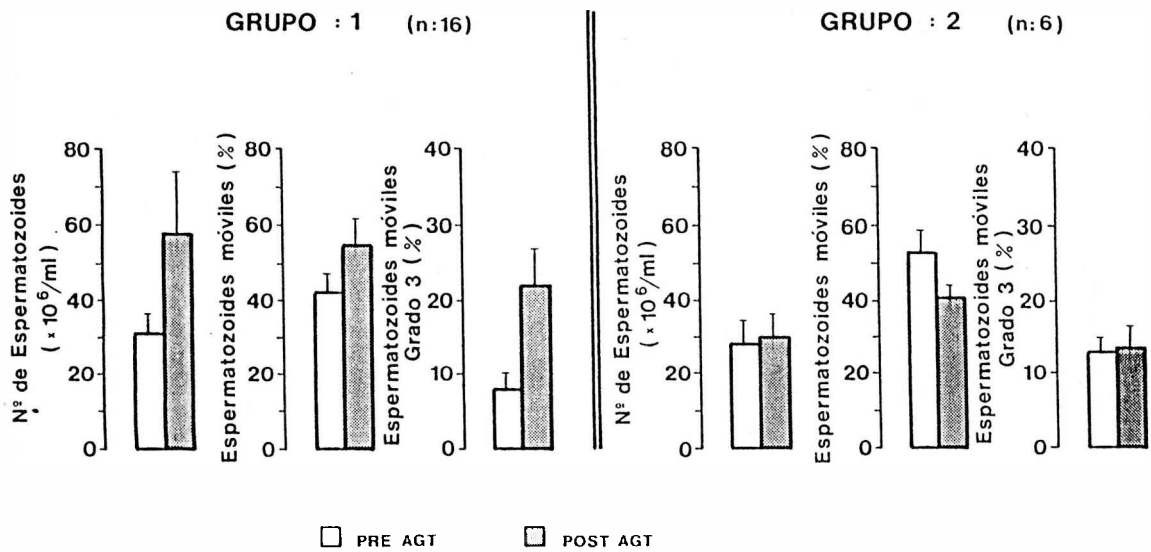 GRUPO : 1 (n:16)
Nº de Espermatozoides
( x 10⁶/ml )
80
60
40
20
0
Espermatozoides móviles (%)
80
60
40
20
0
Espermatozoides móviles
Grado 3 (%)
40
30
20
10
0
GRUPO : 2 (n:6)
Nº de Espermatozoides
( x 10⁶/ml )
80
60
40
20
0
Espermatozoides móviles (%)
80
60
40
20
0
Espermatozoides móviles
Grado 3 (%)
40
30
20
10
0
PRE AGT
POST AGT